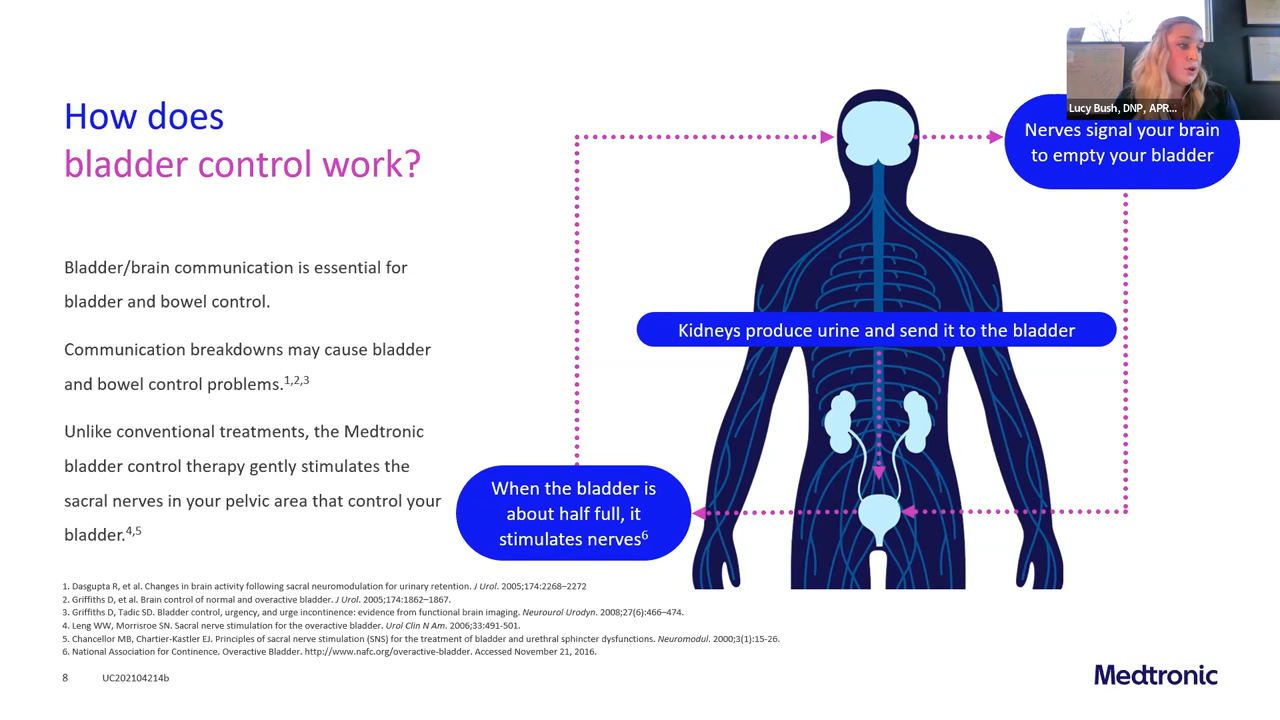 How does
bladder control work?
Bladder/brain communication is essential for
bladder and bowel control.
Communication breakdowns may cause bladder
and bowel control problems.1,2,3
Unlike conventional treatments, the Medtronic
bladder control therapy gently stimulates the
sacral nerves in your pelvic area that control your
bladder.4,5
Lucy Bush, DNP, APR...
Nerves signal your brain
to empty your bladder
Kidneys produce urine and send it to the bladder
When the bladder is
about half full, it
stimulates nerves6
1. Dasgupta R, et al. Changes in brain activity following sacral neuromodulation for urinary retention. J Urol. 2005;174:2268–2272
2. Griffiths D, et al. Brain control of normal and overactive bladder. J Urol. 2005;174:1862–1867.
3. Griffiths D, Tadic SD. Bladder control, urgency, and urge incontinence: evidence from functional brain imaging. Neurourol Urodyn. 2008;27(6):466–474.
4. Leng WW, Morrisroe SN. Sacral nerve stimulation for the overactive bladder. Urol Clin N Am. 2006;33:491-501.
5. Chancellor MB, Chartier-Kastler EJ. Principles of sacral nerve stimulation (SNS) for the treatment of bladder and urethral sphincter dysfunctions. Neuromodul. 2000;3(1):15-26.
6. National Association for Continence. Overactive Bladder. http://www.nafc.org/overactive-bladder. Accessed November 21, 2016.
8 UC202104214b
Medtronic